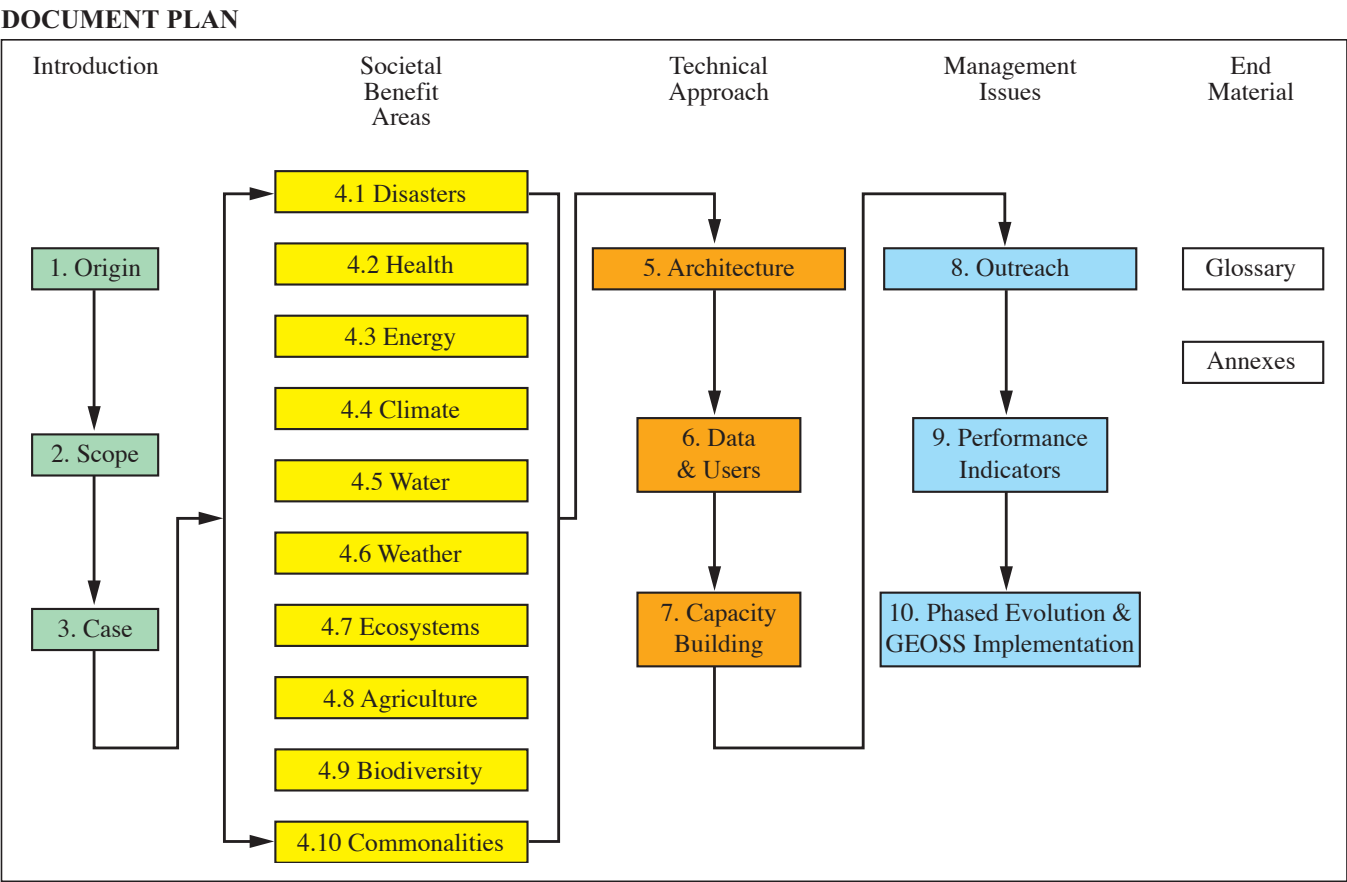 DOCUMENT PLAN
Introduction
Societal
Benefit
Areas
Technical
Approach
Management
Issues
End
Material
1. Origin
2. Scope
3. Case
4.1 Disasters
4.2 Health
4.3 Energy
4.4 Climate
4.5 Water
4.6 Weather
4.7 Ecosystems
4.8 Agriculture
4.9 Biodiversity
4.10 Commonalities
5. Architecture
6. Data
& Users
7. Capacity
Building
8. Outreach
9. Performance
Indicators
10. Phased Evolution &
GEOSS Implementation
Glossary
Annexes